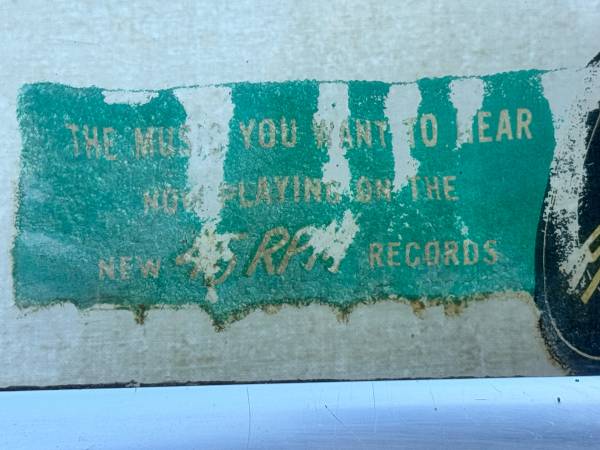 THE MUSIC YOU WANT TO HEAR
NOW PLAYING ON THE
NEW 45 RPM RECORDS